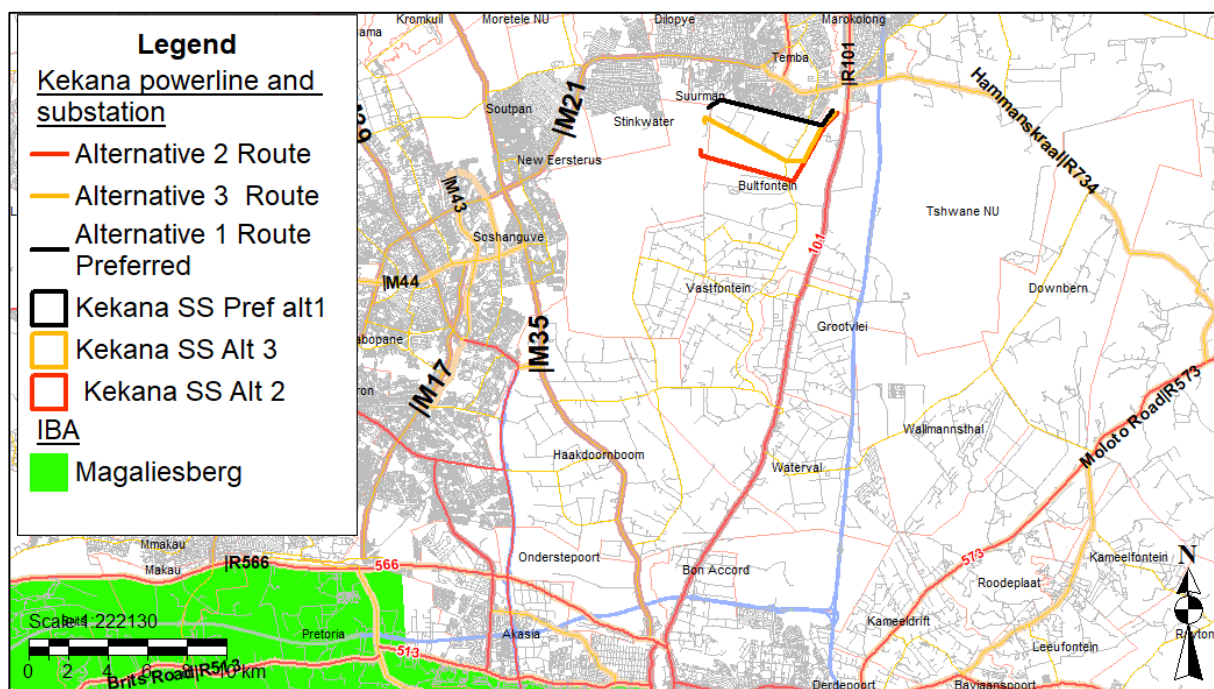 Legend
Kekana powerline and
substation
Alternative 2 Route
Alternative 3 Route
Alternative 1 Route
Preferred
Kekana SS Pref alt1
Kekana SS Alt 3
Kekana SS Alt 2
IBA
Magaliesberg
Kromkuil
Moretele NU
Dilopye
Marokolong
Temba
|R101
Hammanskraal|R734
Suurman
Soutpan
|M21
Stinkwater
New Eersterus
|M43
Bultfontein
Tshwane NU
Soshanguve
101
|M44
Vastfontein
Downbern
Grootvlei
|M35
|M17
Moloto Road|R573
Wallmannsthal
Haakdoornboom
Waterval
Mmakau
Makau
|R566
566
Onderstepoort
Bon Accord
573
Kameelfontein
N
Roodeplaat
Scale 1:222130
Brits
Pretoria
Akasia
Kameeldrift
Leeufontein
513
0 2 4 6 8 10 km
Brits Road|R513
Derdepoort
Baviaanspoort